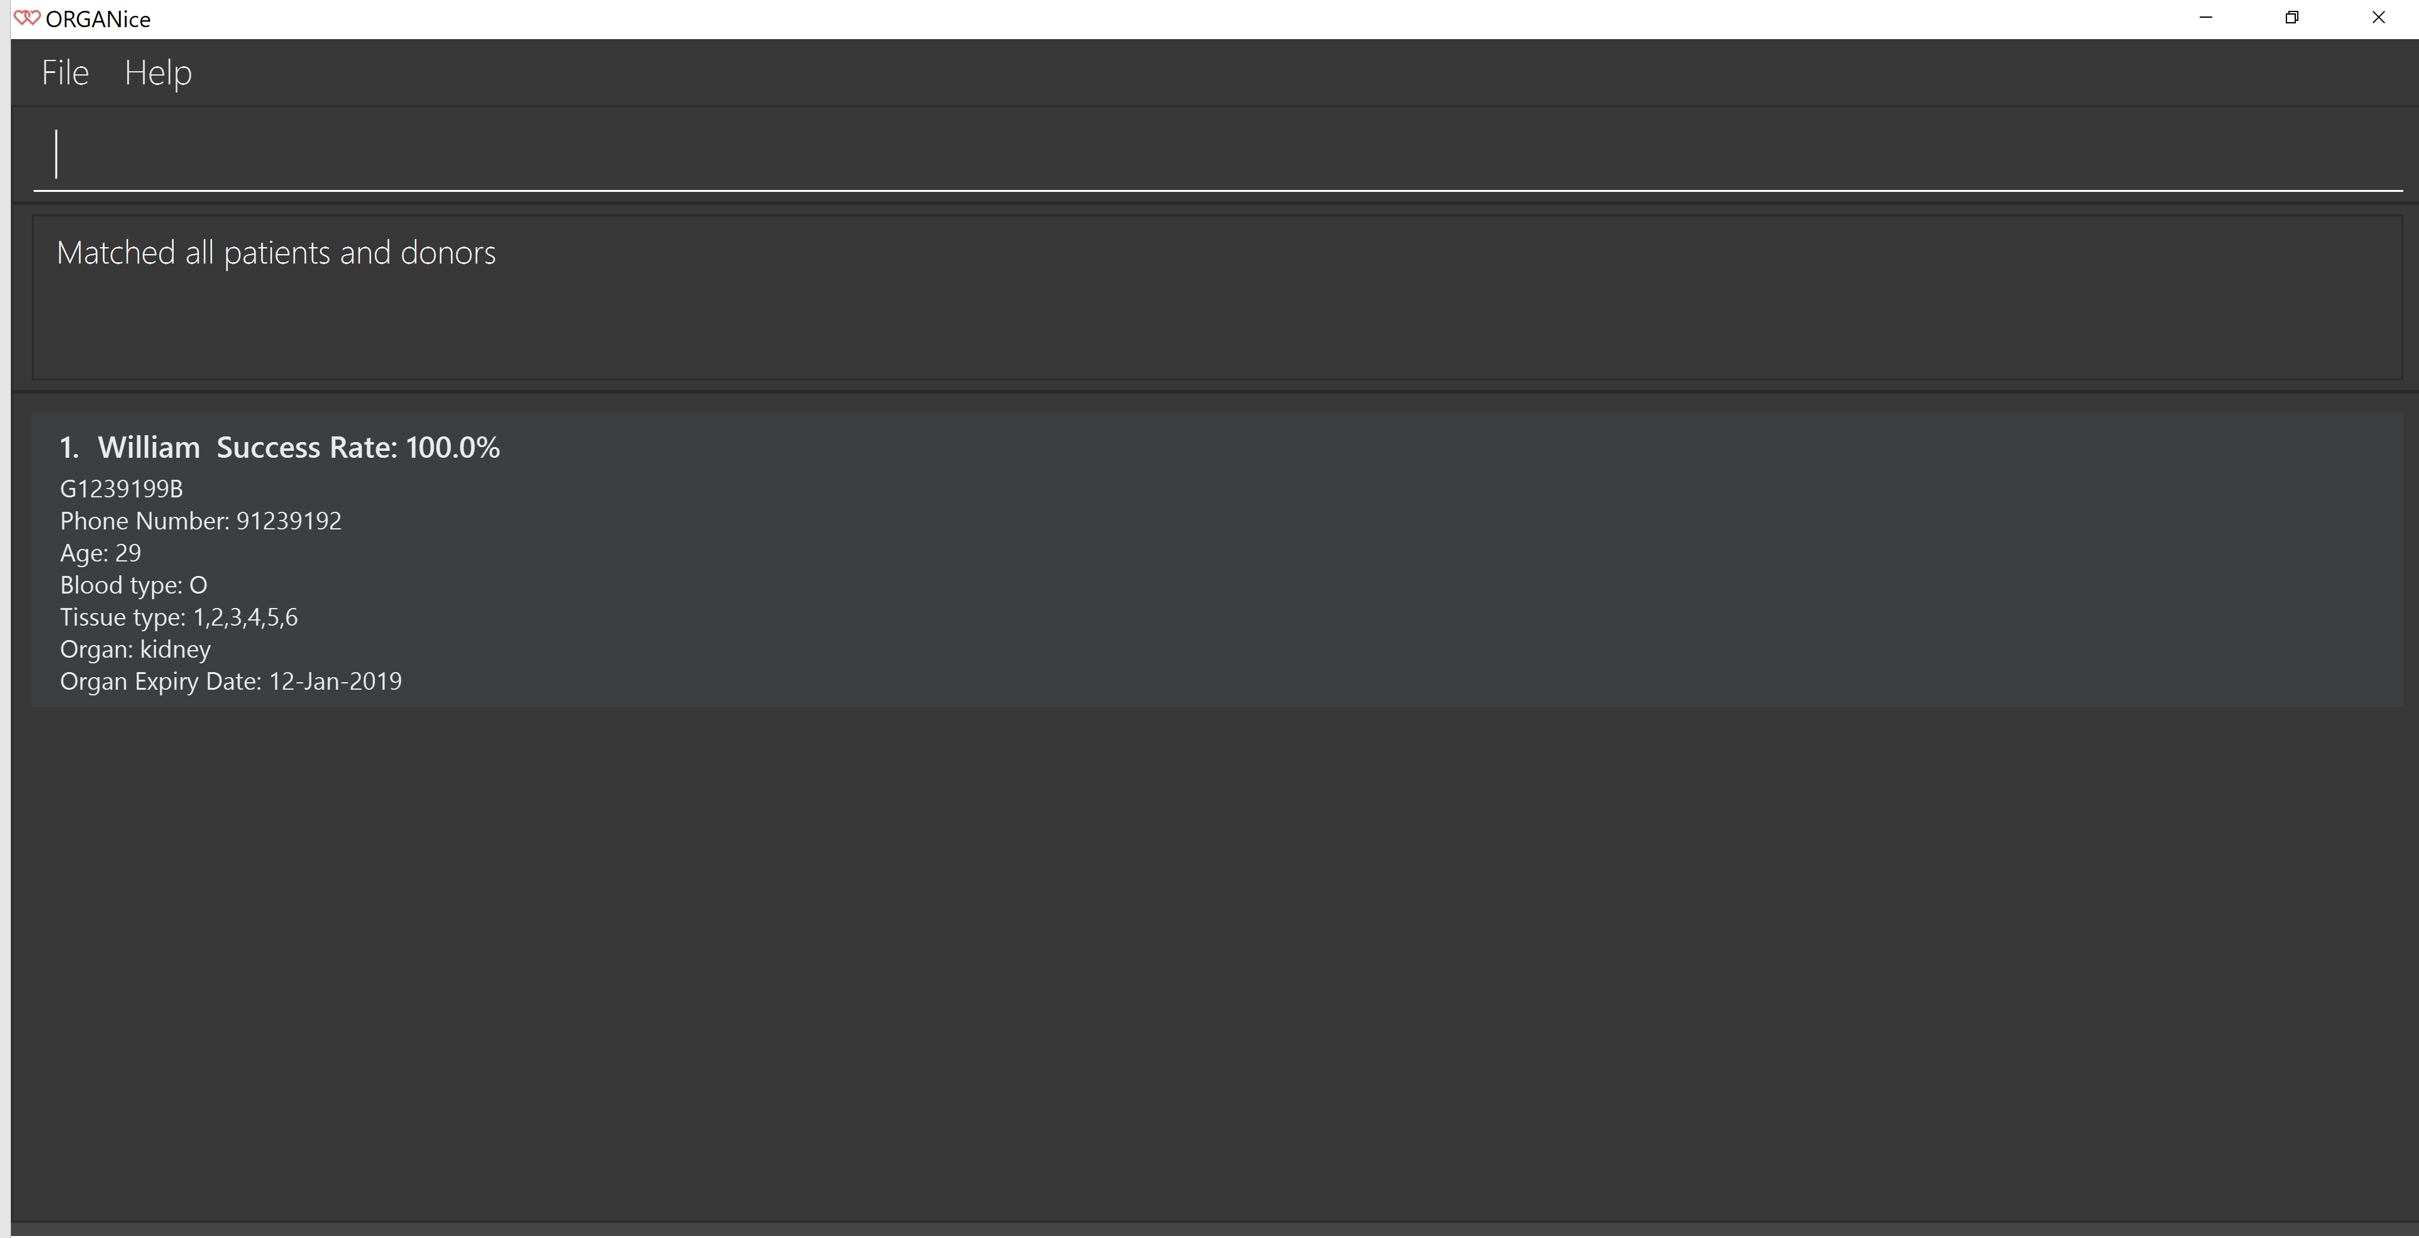 ORGANice
File Help
Matched all patients and donors
1. William Success Rate: 100.0%
G1239199B
Phone Number: 91239192
Age: 29
Blood type: O
Tissue type: 1,2,3,4,5,6
Organ: kidney
Organ Expiry Date: 12-Jan-2019